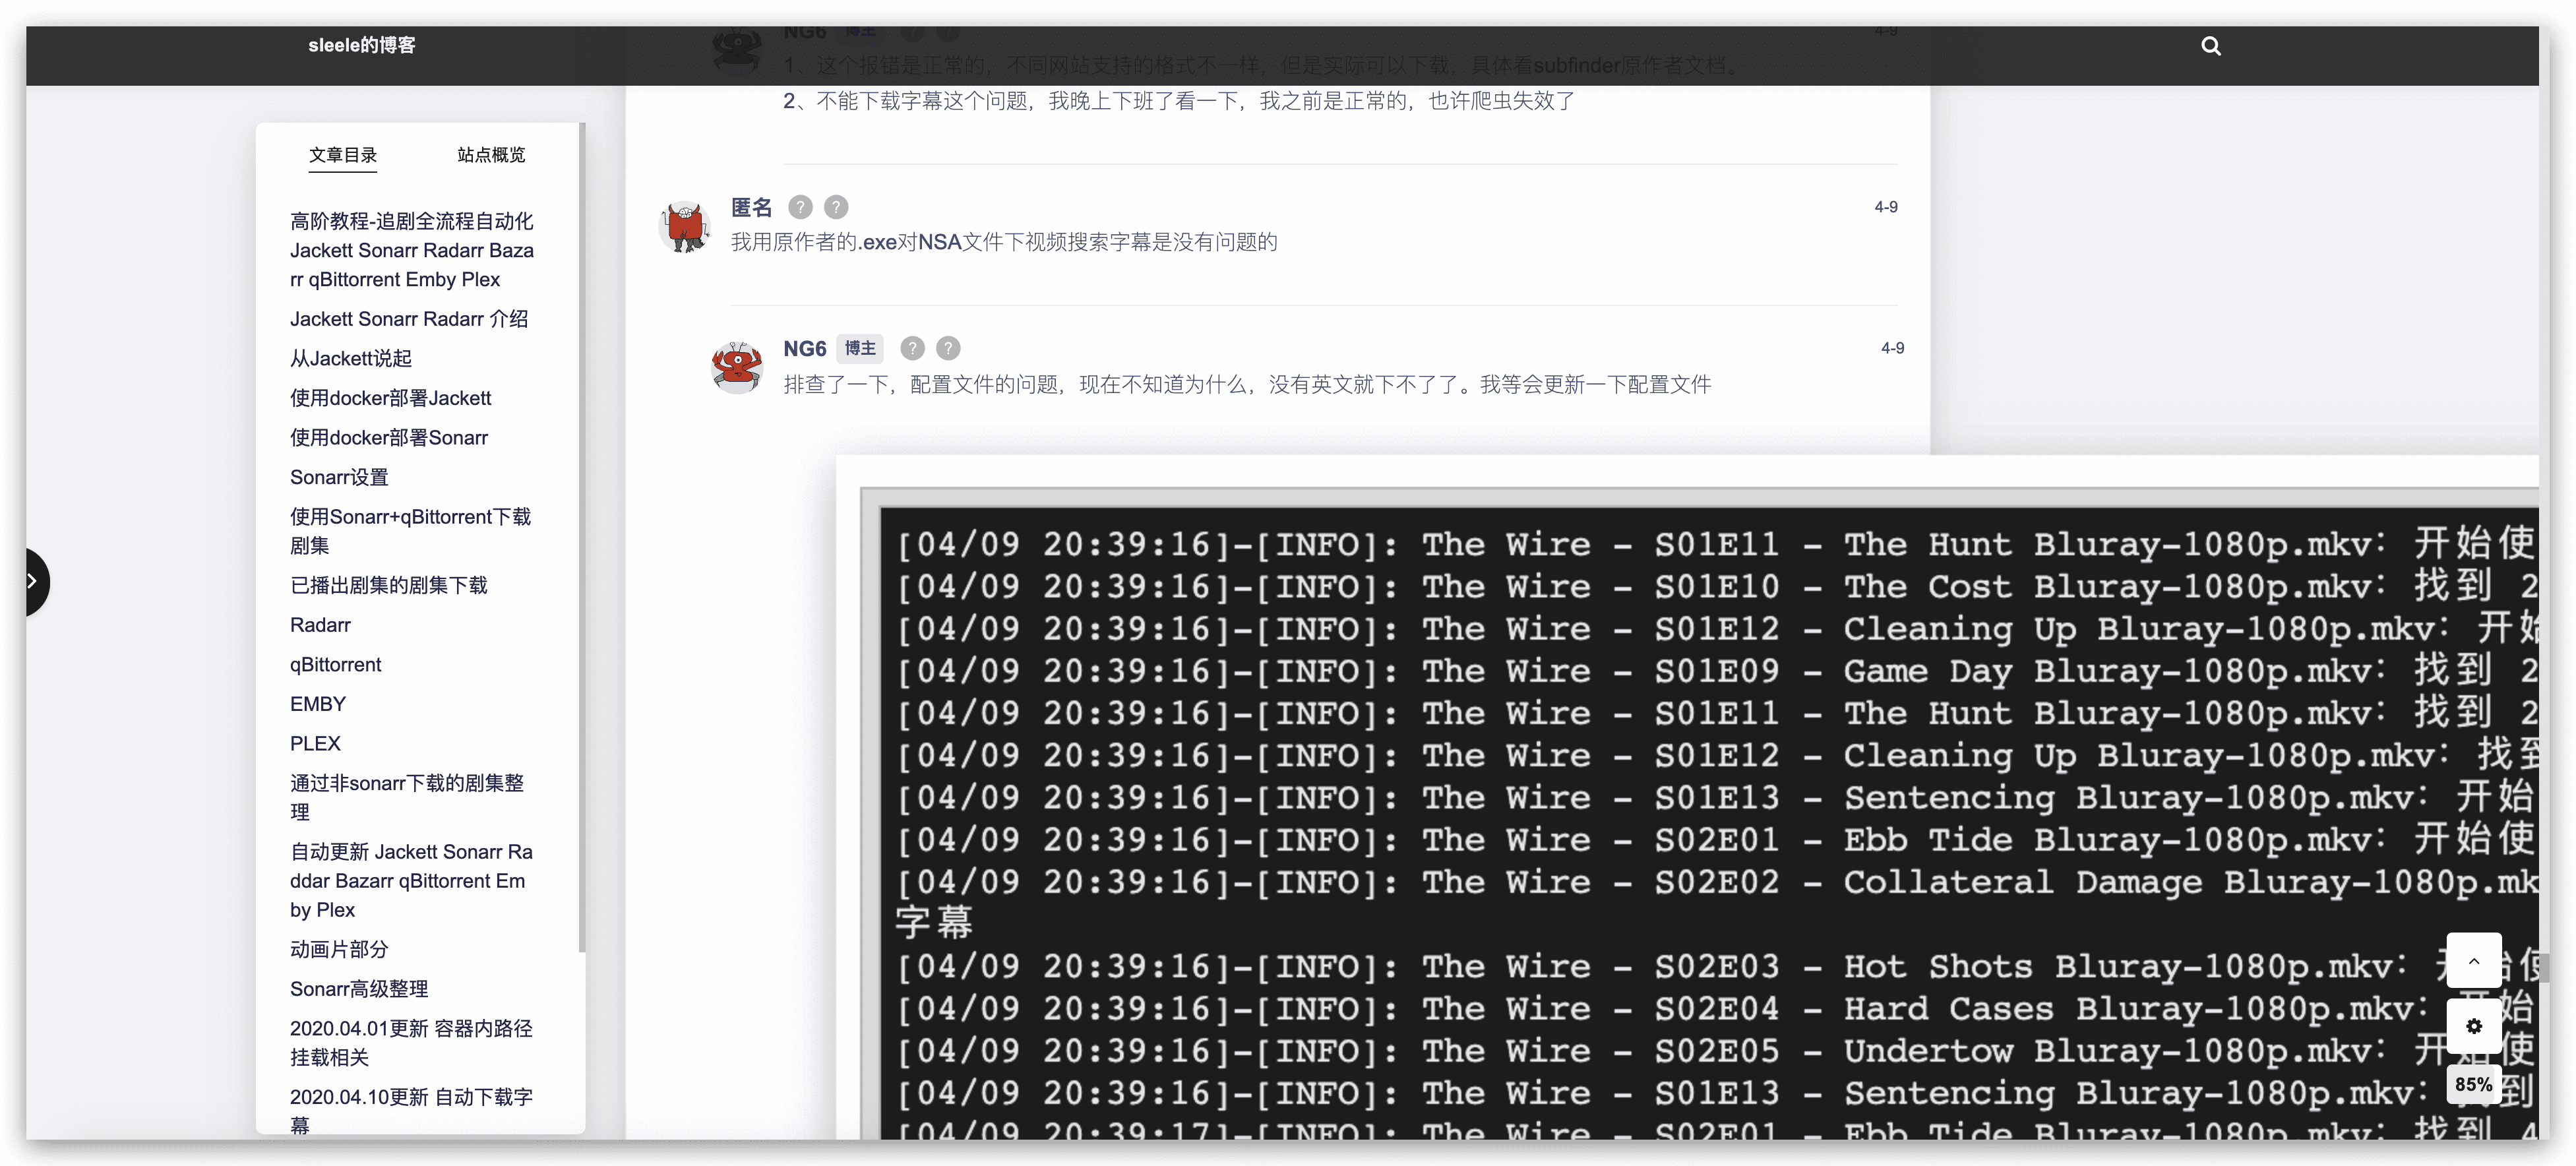 sleele的博客
NG6 博主
4-9
1、这个报错是正常的，不同网站支持的格式不一样，但是实际可以下载，具体看subfinder原作者文档。
2、不能下载字幕这个问题，我晚上下班了看一下，我之前是正常的，也许爬虫失效了
文章目录
站点概览
高阶教程-追剧全流程自动化
Jackett Sonarr Radarr Baza
rr qBittorrent Emby Plex
Jackett Sonarr Radarr 介绍
从Jackett说起
使用docker部署Jackett
使用docker部署Sonarr
Sonarr设置
使用Sonarr+qBittorrent下载
剧集
已播出剧集的剧集下载
Radarr
qBittorrent
EMBY
PLEX
通过非sonarr下载的剧集整
理
自动更新 Jackett Sonarr Ra
ddar Bazarr qBittorrent Em
by Plex
动画片部分
Sonarr高级整理
2020.04.01更新 容器内路径
挂载相关
2020.04.10更新 自动下载字
幕
匿名 ? ?
4-9
我用原作者的.exe对NSA文件下视频搜索字幕是没有问题的
NG6 博主 ? ?
4-9
排查了一下，配置文件的问题，现在不知道为什么，没有英文就下不了了。我等会更新一下配置文件
[04/09 20:39:16]-[INFO]: The Wire - S01E11 - The Hunt Bluray-1080p.mkv: 开始使
[04/09 20:39:16]-[INFO]: The Wire - S01E10 - The Cost Bluray-1080p.mkv: 找到 2
[04/09 20:39:16]-[INFO]: The Wire - S01E12 - Cleaning Up Bluray-1080p.mkv: 开始
[04/09 20:39:16]-[INFO]: The Wire - S01E09 - Game Day Bluray-1080p.mkv: 找到 2
[04/09 20:39:16]-[INFO]: The Wire - S01E11 - The Hunt Bluray-1080p.mkv: 找到 2
[04/09 20:39:16]-[INFO]: The Wire - S01E12 - Cleaning Up Bluray-1080p.mkv: 找到
[04/09 20:39:16]-[INFO]: The Wire - S01E13 - Sentencing Bluray-1080p.mkv: 开始
[04/09 20:39:16]-[INFO]: The Wire - S02E01 - Ebb Tide Bluray-1080p.mkv: 开始使
[04/09 20:39:16]-[INFO]: The Wire - S02E02 - Collateral Damage Bluray-1080p.mk
字幕
[04/09 20:39:16]-[INFO]: The Wire - S02E03 - Hot Shots Bluray-1080p.mkv: 开始使
[04/09 20:39:16]-[INFO]: The Wire - S02E04 - Hard Cases Bluray-1080p.mkv: 开始
[04/09 20:39:16]-[INFO]: The Wire - S02E05 - Undertow Bluray-1080p.mkv: 开始使
[04/09 20:39:16]-[INFO]: The Wire - S01E13 - Sentencing Bluray-1080p.mkv: 找到
[04/09 20:39:17]-[INFO]: The Wire - S02E01 - Ebb Tide Bluray-1080p.mkv: 找到 4
85%